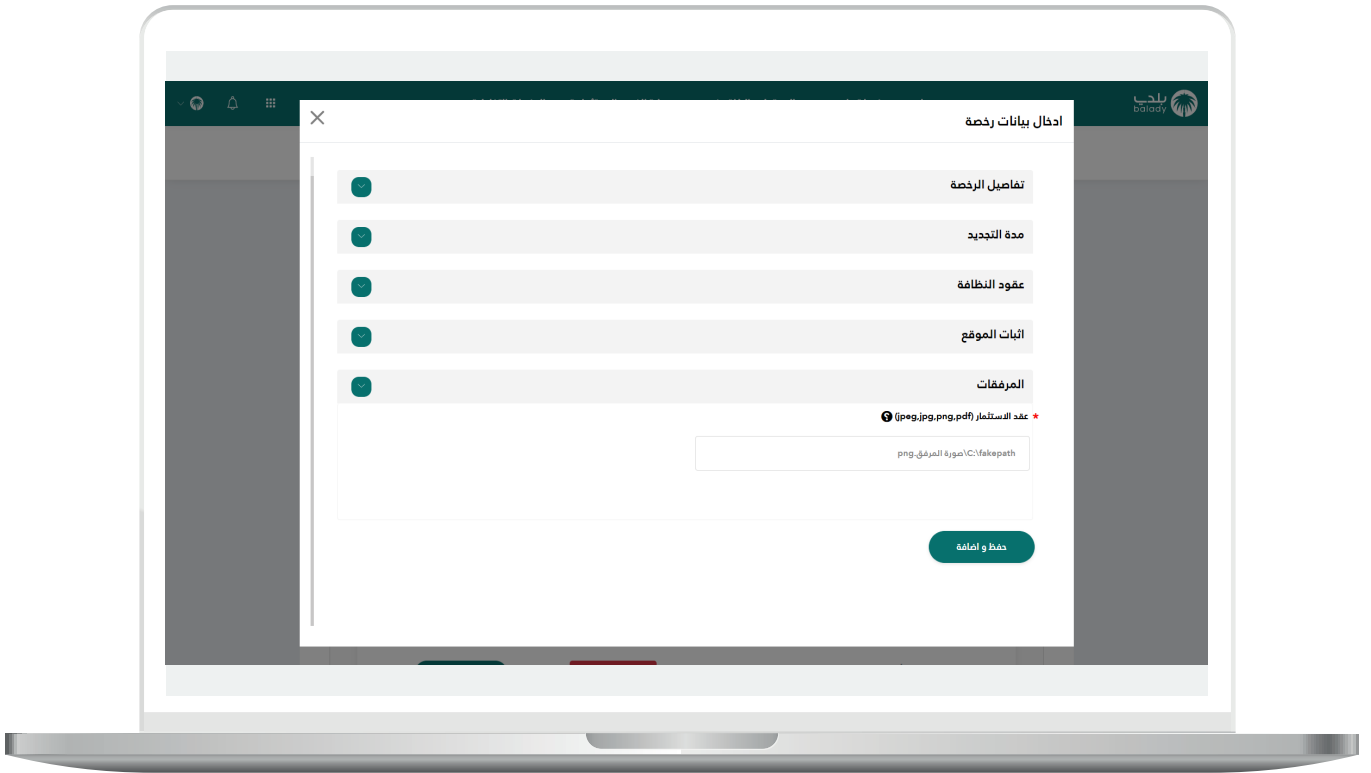 بلدي
balady
ادخال بيانات رخصة
تفاصيل الرخصة
مدة التجديد
عقود النظافة
اثبات الموقع
المرفقات
* عقد الاستثمار (jpeg,jpg,png,pdf)
C:\fakepath\صورة المرفق.png
حفظ و اضافة